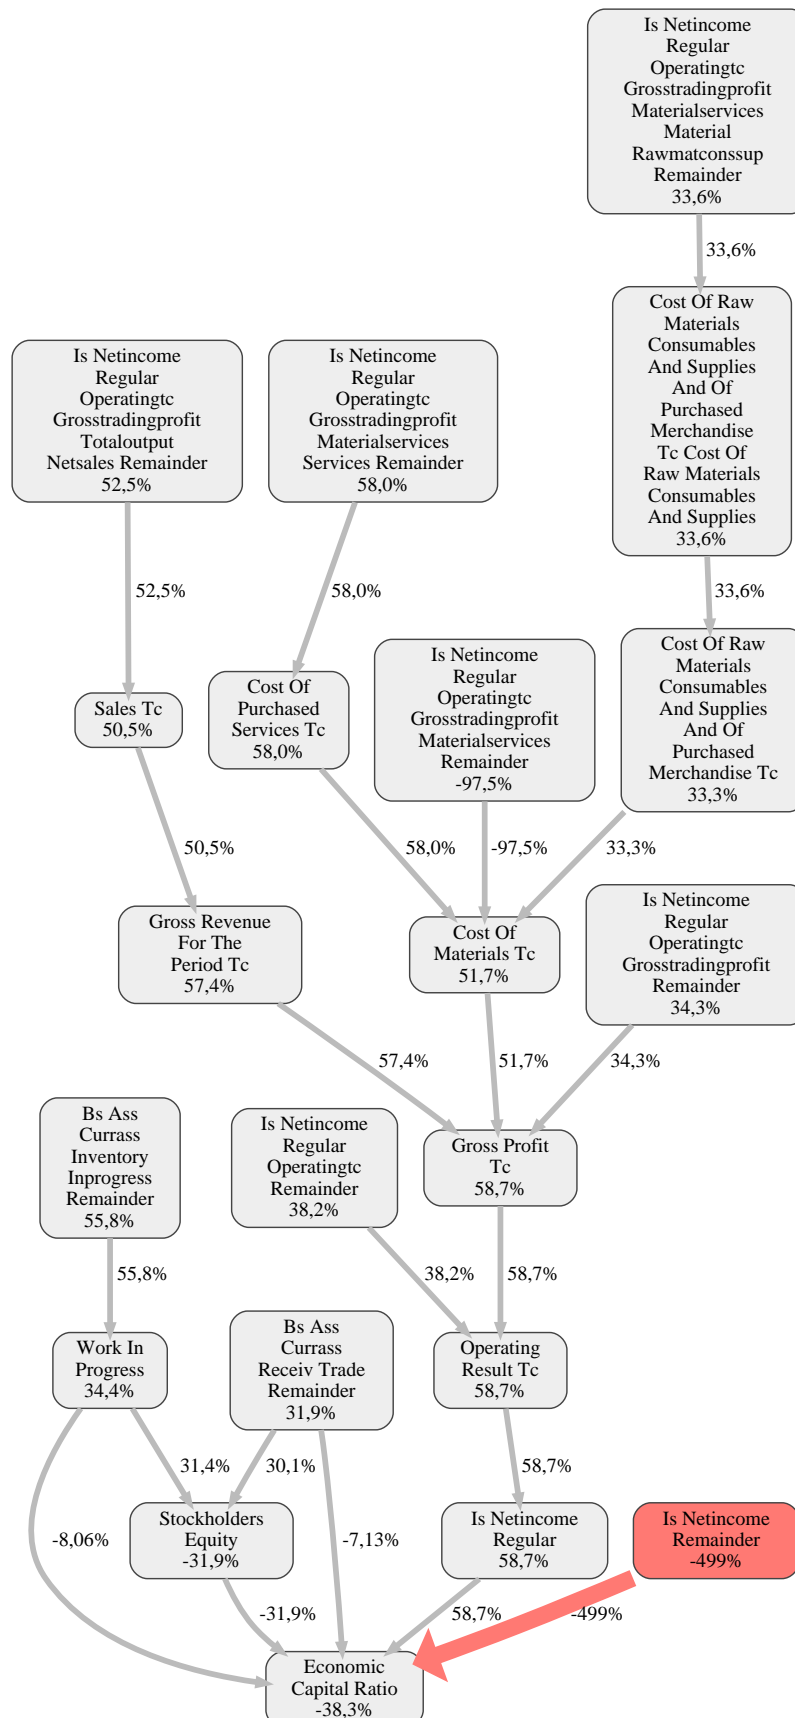 Is Netincome
Regular
Operatingtc
Grosstradingprofit
Materialservices
Material
Rawmatconssup
Remainder
33,6%
33,6%
Cost Of Raw
Materials
Consumables
And Supplies
And Of
Purchased
Merchandise
Tc Cost Of
Raw Materials
Consumables
And Supplies
33,6%
Is Netincome
Regular
Operatingtc
Grosstradingprofit
Totaloutput
Netsales Remainder
52,5%
Is Netincome
Regular
Operatingtc
Grosstradingprofit
Materialservices
Services Remainder
58,0%
52,5%
58,0%
33,6%
Sales Tc
50,5%
Cost Of
Purchased
Services Tc
58,0%
Is Netincome
Regular
Operatingtc
Grosstradingprofit
Materialservices
Remainder
-97,5%
Cost Of Raw
Materials
Consumables
And Supplies
And Of
Purchased
Merchandise Tc
33,3%
50,5%
58,0%
-97,5%
33,3%
Gross Revenue
For The
Period Tc
57,4%
Cost Of
Materials Tc
51,7%
Is Netincome
Regular
Operatingtc
Grosstradingprofit
Remainder
34,3%
57,4%
51,7%
34,3%
Bs Ass
Currass
Inventory
Inprogress
Remainder
55,8%
Is Netincome
Regular
Operatingtc
Remainder
38,2%
Gross Profit
Tc
58,7%
55,8%
38,2%
58,7%
Work In
Progress
34,4%
Bs Ass
Currass
Receiv Trade
Remainder
31,9%
Operating
Result Tc
58,7%
31,4%
30,1%
58,7%
-8,06%
Stockholders
Equity
-31,9%
-7,13%
Is Netincome
Regular
58,7%
Is Netincome
Remainder
-499%
-31,9%
58,7%
-499%
Economic
Capital Ratio
-38,3%